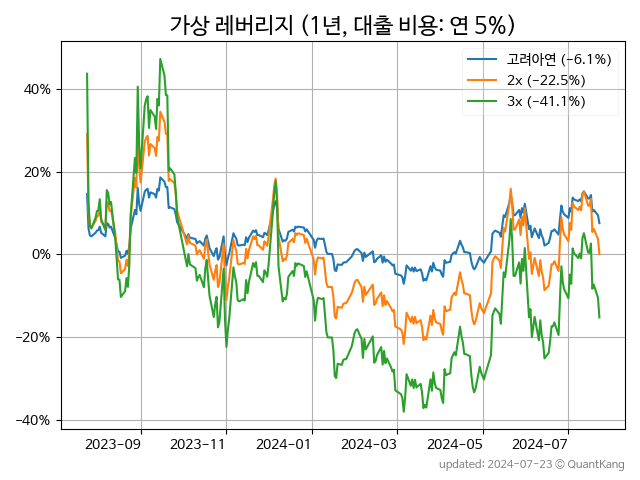 가상 레버리지 (1년, 대출 비용: 연 5%)
고려아연 (−6.1%)
2x (−22.5%)
3x (−41.1%)
40%
20%
0%
−20%
−40%
2023-09
2023-11
2024-01
2024-03
2024-05
2024-07
updated: 2024-07-23 © QuantKang